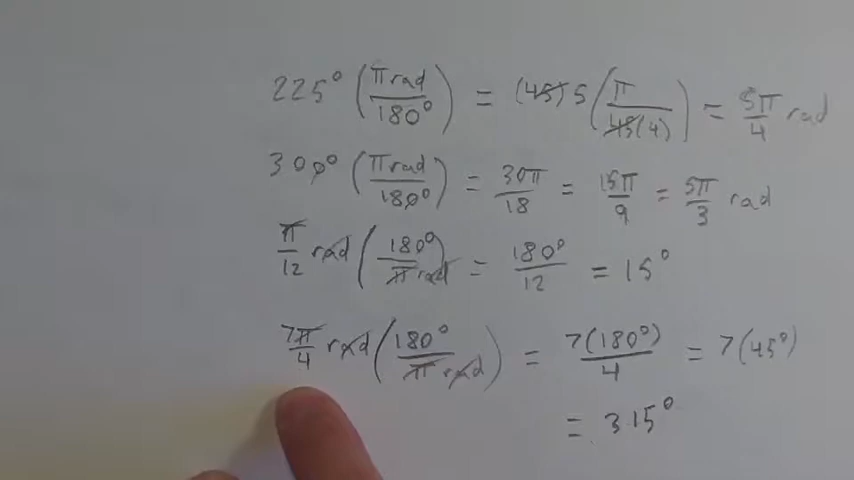 225° (π rad / 180°) = (45) 5 (π / 45(4)) = 5π/4 rad
300° (π rad / 180°) = 30π/18 = 15π/9 = 5π/3 rad
π/12 rad (180° / π rad) = 180°/12 = 15°
7π/4 rad (180° / π rad) = 7(180°)/4 = 7(45°)
= 315°